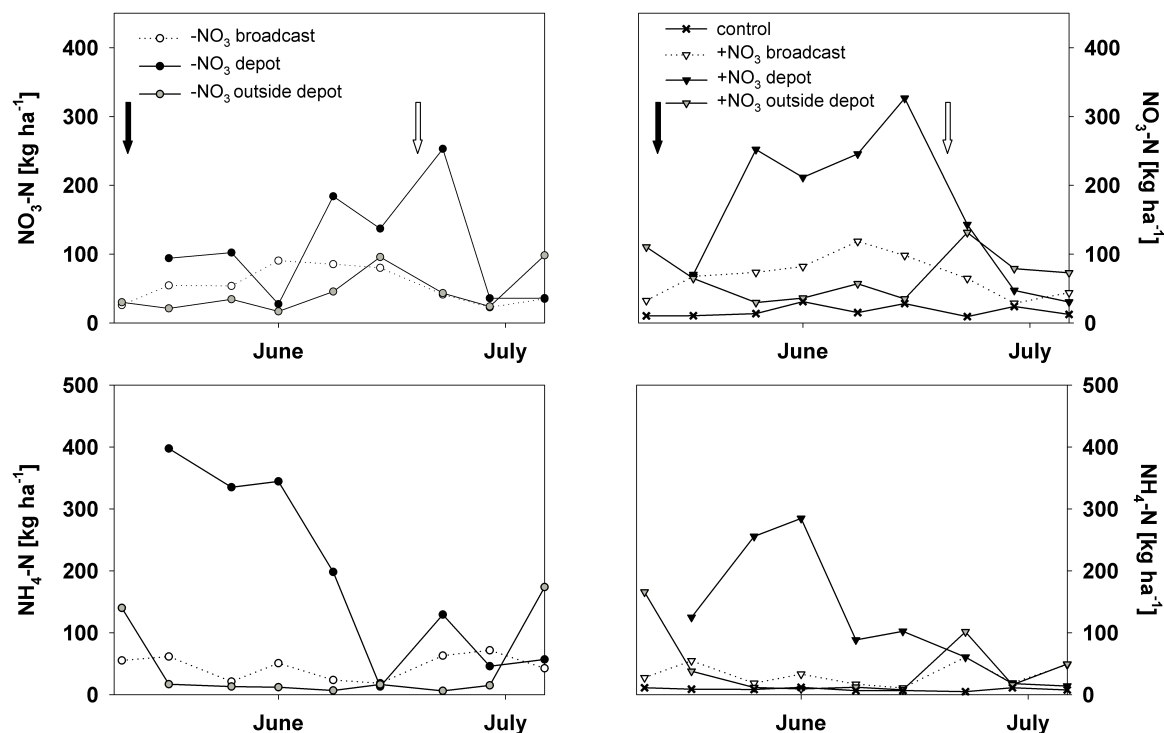 -NO3 broadcast
-NO3 depot
-NO3 outside depot
400
300
200
100
0
NO3-N [kg ha-1]
June
July
control
+NO3 broadcast
+NO3 depot
+NO3 outside depot
400
300
200
100
0
NO3-N [kg ha-1]
June
July
500
400
300
200
100
0
NH4-N [kg ha-1]
June
July
500
400
300
200
100
0
NH4-N [kg ha-1]
June
July